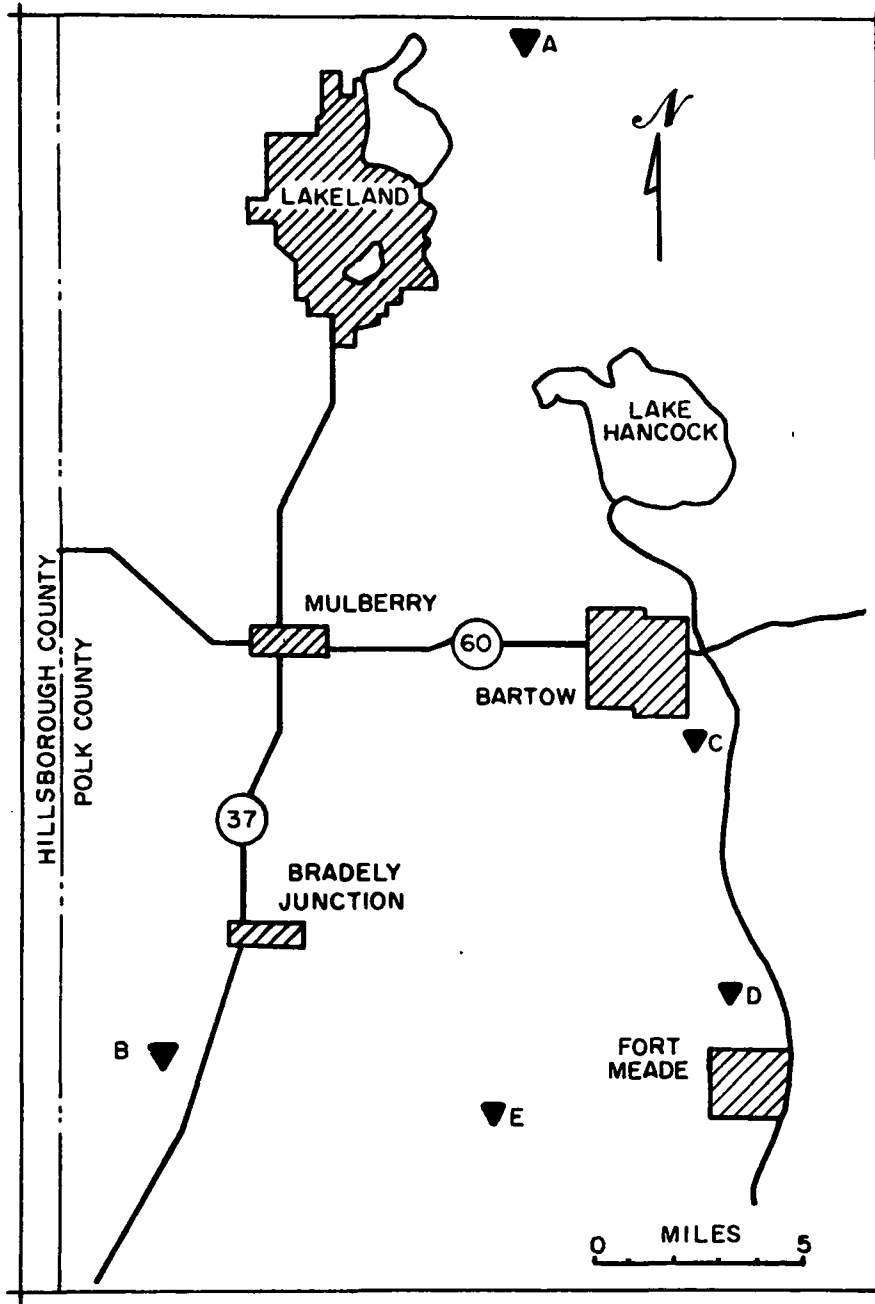 A
N
LAKELAND
LAKE
HANCOCK
HILLSBOROUGH COUNTY
POLK COUNTY
MULBERRY
60
BARTOW
C
37
BRADELY
JUNCTION
D
B
FORT
MEADE
E
MILES
0 5